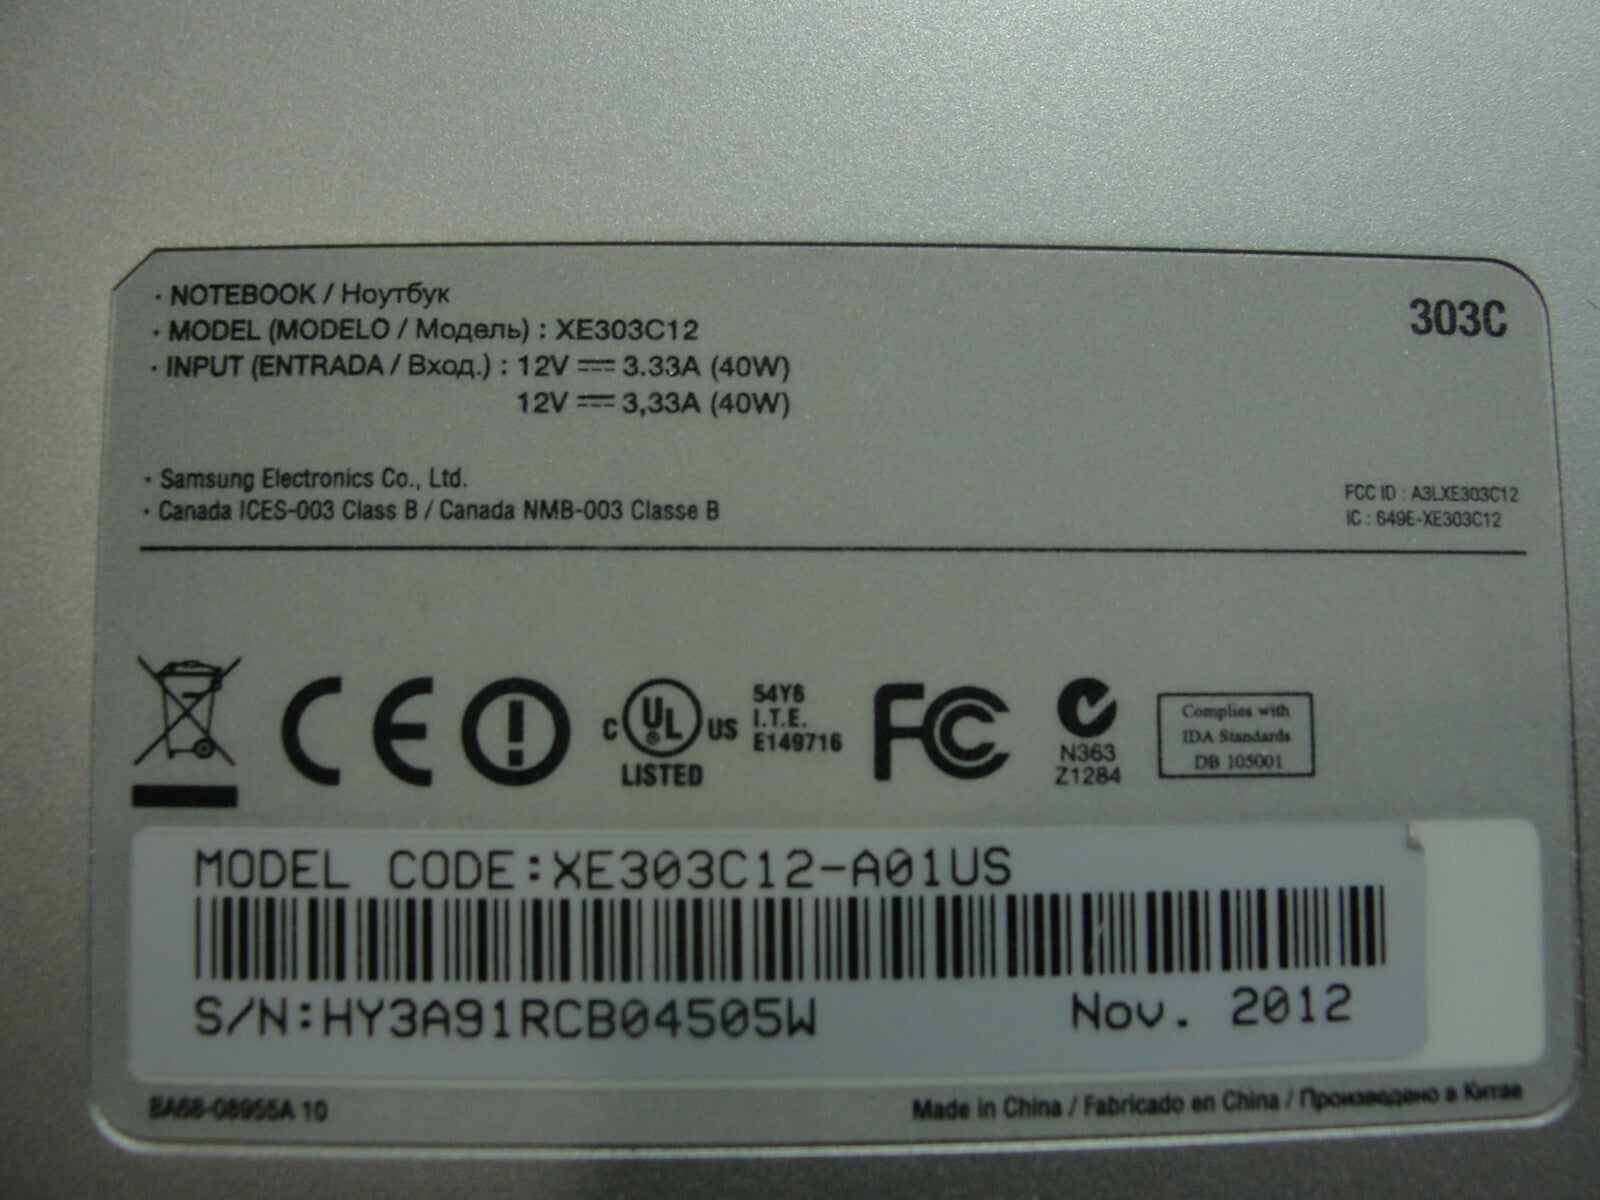 · NOTEBOOK / Ноутбук
303C
· MODEL (MODELO / Модель) : XE303C12
· INPUT (ENTRADA / Вход.) : 12V ⎓ 3.33A (40W)
12V ⎓ 3,33A (40W)
· Samsung Electronics Co., Ltd.
· Canada ICES-003 Class B / Canada NMB-003 Classe B
FCC ID : A3LXE303C12
IC : 649E-XE303C12
CE
C UL US
LISTED
54Y6
I.T.E.
E149716
FC
N363
Z1284
Complies with
IDA Standards
DB 105001
MODEL CODE:XE303C12-A01US
S/N:HY3A91RCB04505W
Nov. 2012
BA68-08955A 10
Made in China / Fabricado en China / Произведено в Китае